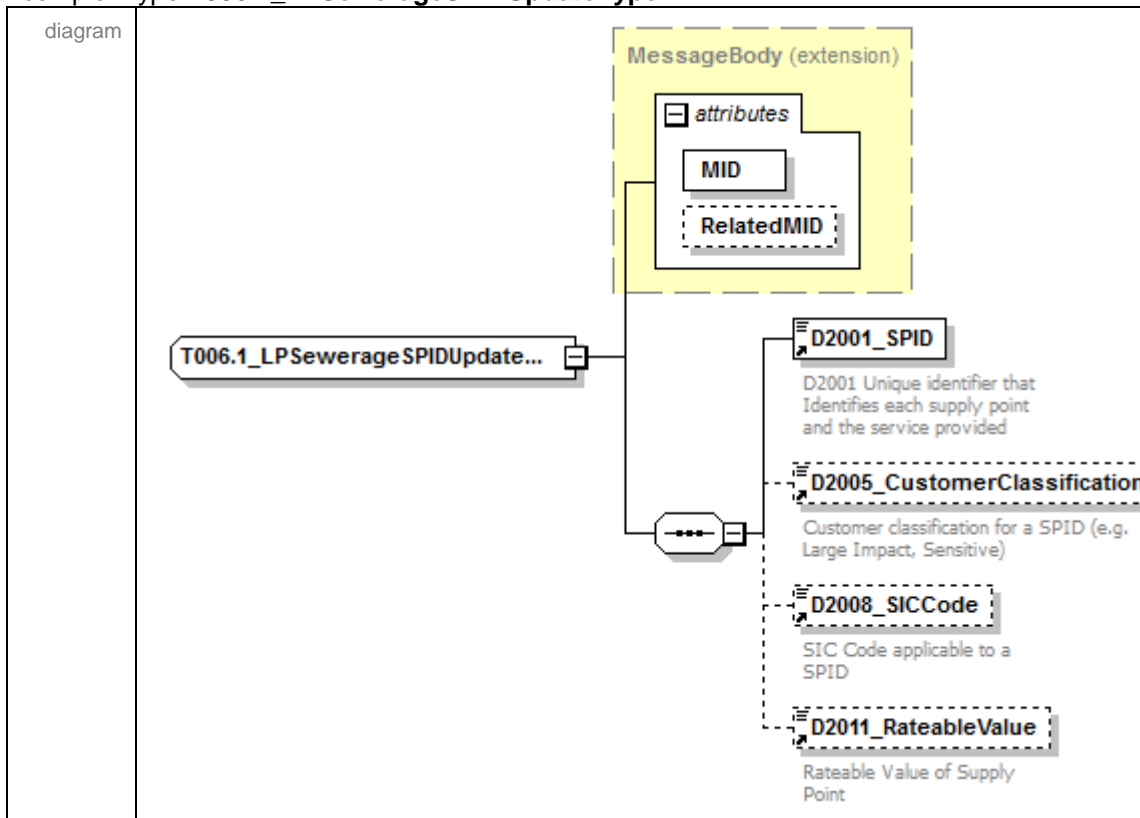 diagram
MessageBody (extension)
attributes
MID
RelatedMID
T006.1_LPSewerageSPIDUpdate...
D2001_SPID
D2001 Unique identifier that
Identifies each supply point
and the service provided
D2005_CustomerClassification
Customer classification for a SPID (e.g.
Large Impact, Sensitive)
D2008_SICCode
SIC Code applicable to a
SPID
D2011_RateableValue
Rateable Value of Supply
Point